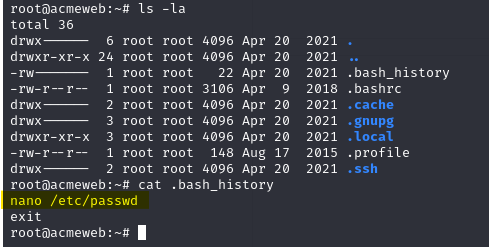 root@acmeweb:~# ls -la
total 36
drwx------  6 root root 4096 Apr 20  2021 .
drwxr-xr-x 24 root root 4096 Apr 20  2021 ..
-rw-------  1 root root   22 Apr 20  2021 .bash_history
-rw-r--r--  1 root root 3106 Apr  9  2018 .bashrc
drwx------  2 root root 4096 Apr 20  2021 .cache
drwx------  3 root root 4096 Apr 20  2021 .gnupg
drwxr-xr-x  3 root root 4096 Apr 20  2021 .local
-rw-r--r--  1 root root  148 Aug 17  2015 .profile
drwx------  2 root root 4096 Apr 20  2021 .ssh
root@acmeweb:~# cat .bash_history
nano /etc/passwd
exit
root@acmeweb:~#